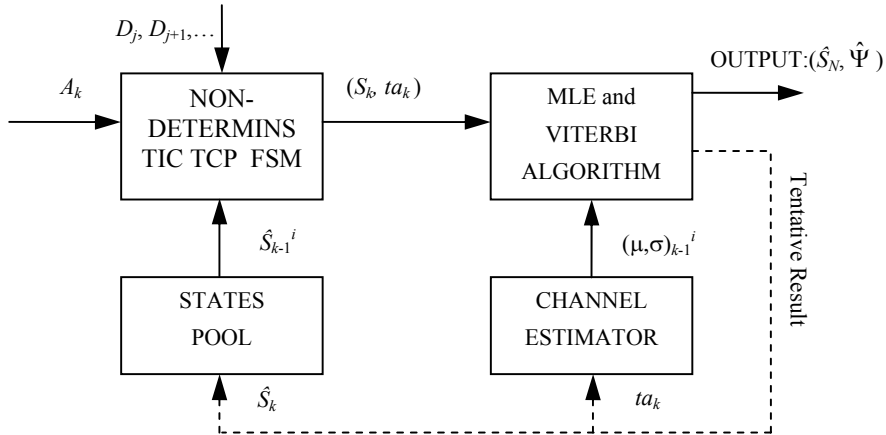 D_j, D_{j+1},…
A_k
NON-
DETERMINS
TIC TCP FSM
(S_k, ta_k)
MLE and
VITERBI
ALGORITHM
OUTPUT:(Ŝ_N, Ψ̂ )
Tentative Result
Ŝ_{k-1}^i
(μ,σ)_{k-1}^i
STATES
POOL
CHANNEL
ESTIMATOR
Ŝ_k
ta_k